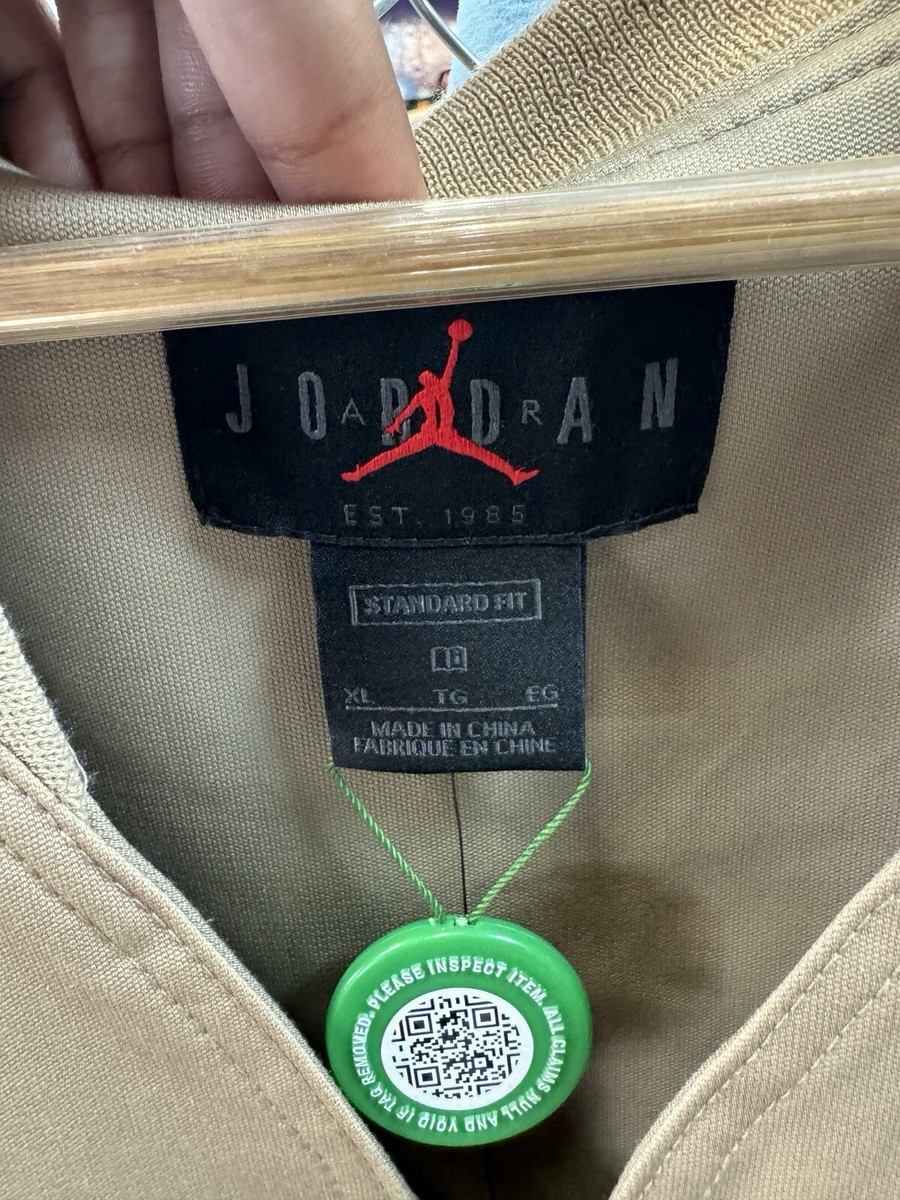 JORDAN
AIR
EST. 1985
STANDARD FIT
XL TG EG
MADE IN CHINA
FABRIQUÉ EN CHINE
PLEASE INSPECT ITEM. ALL CLAIMS NULL AND VOID IF TAG REMOVED.